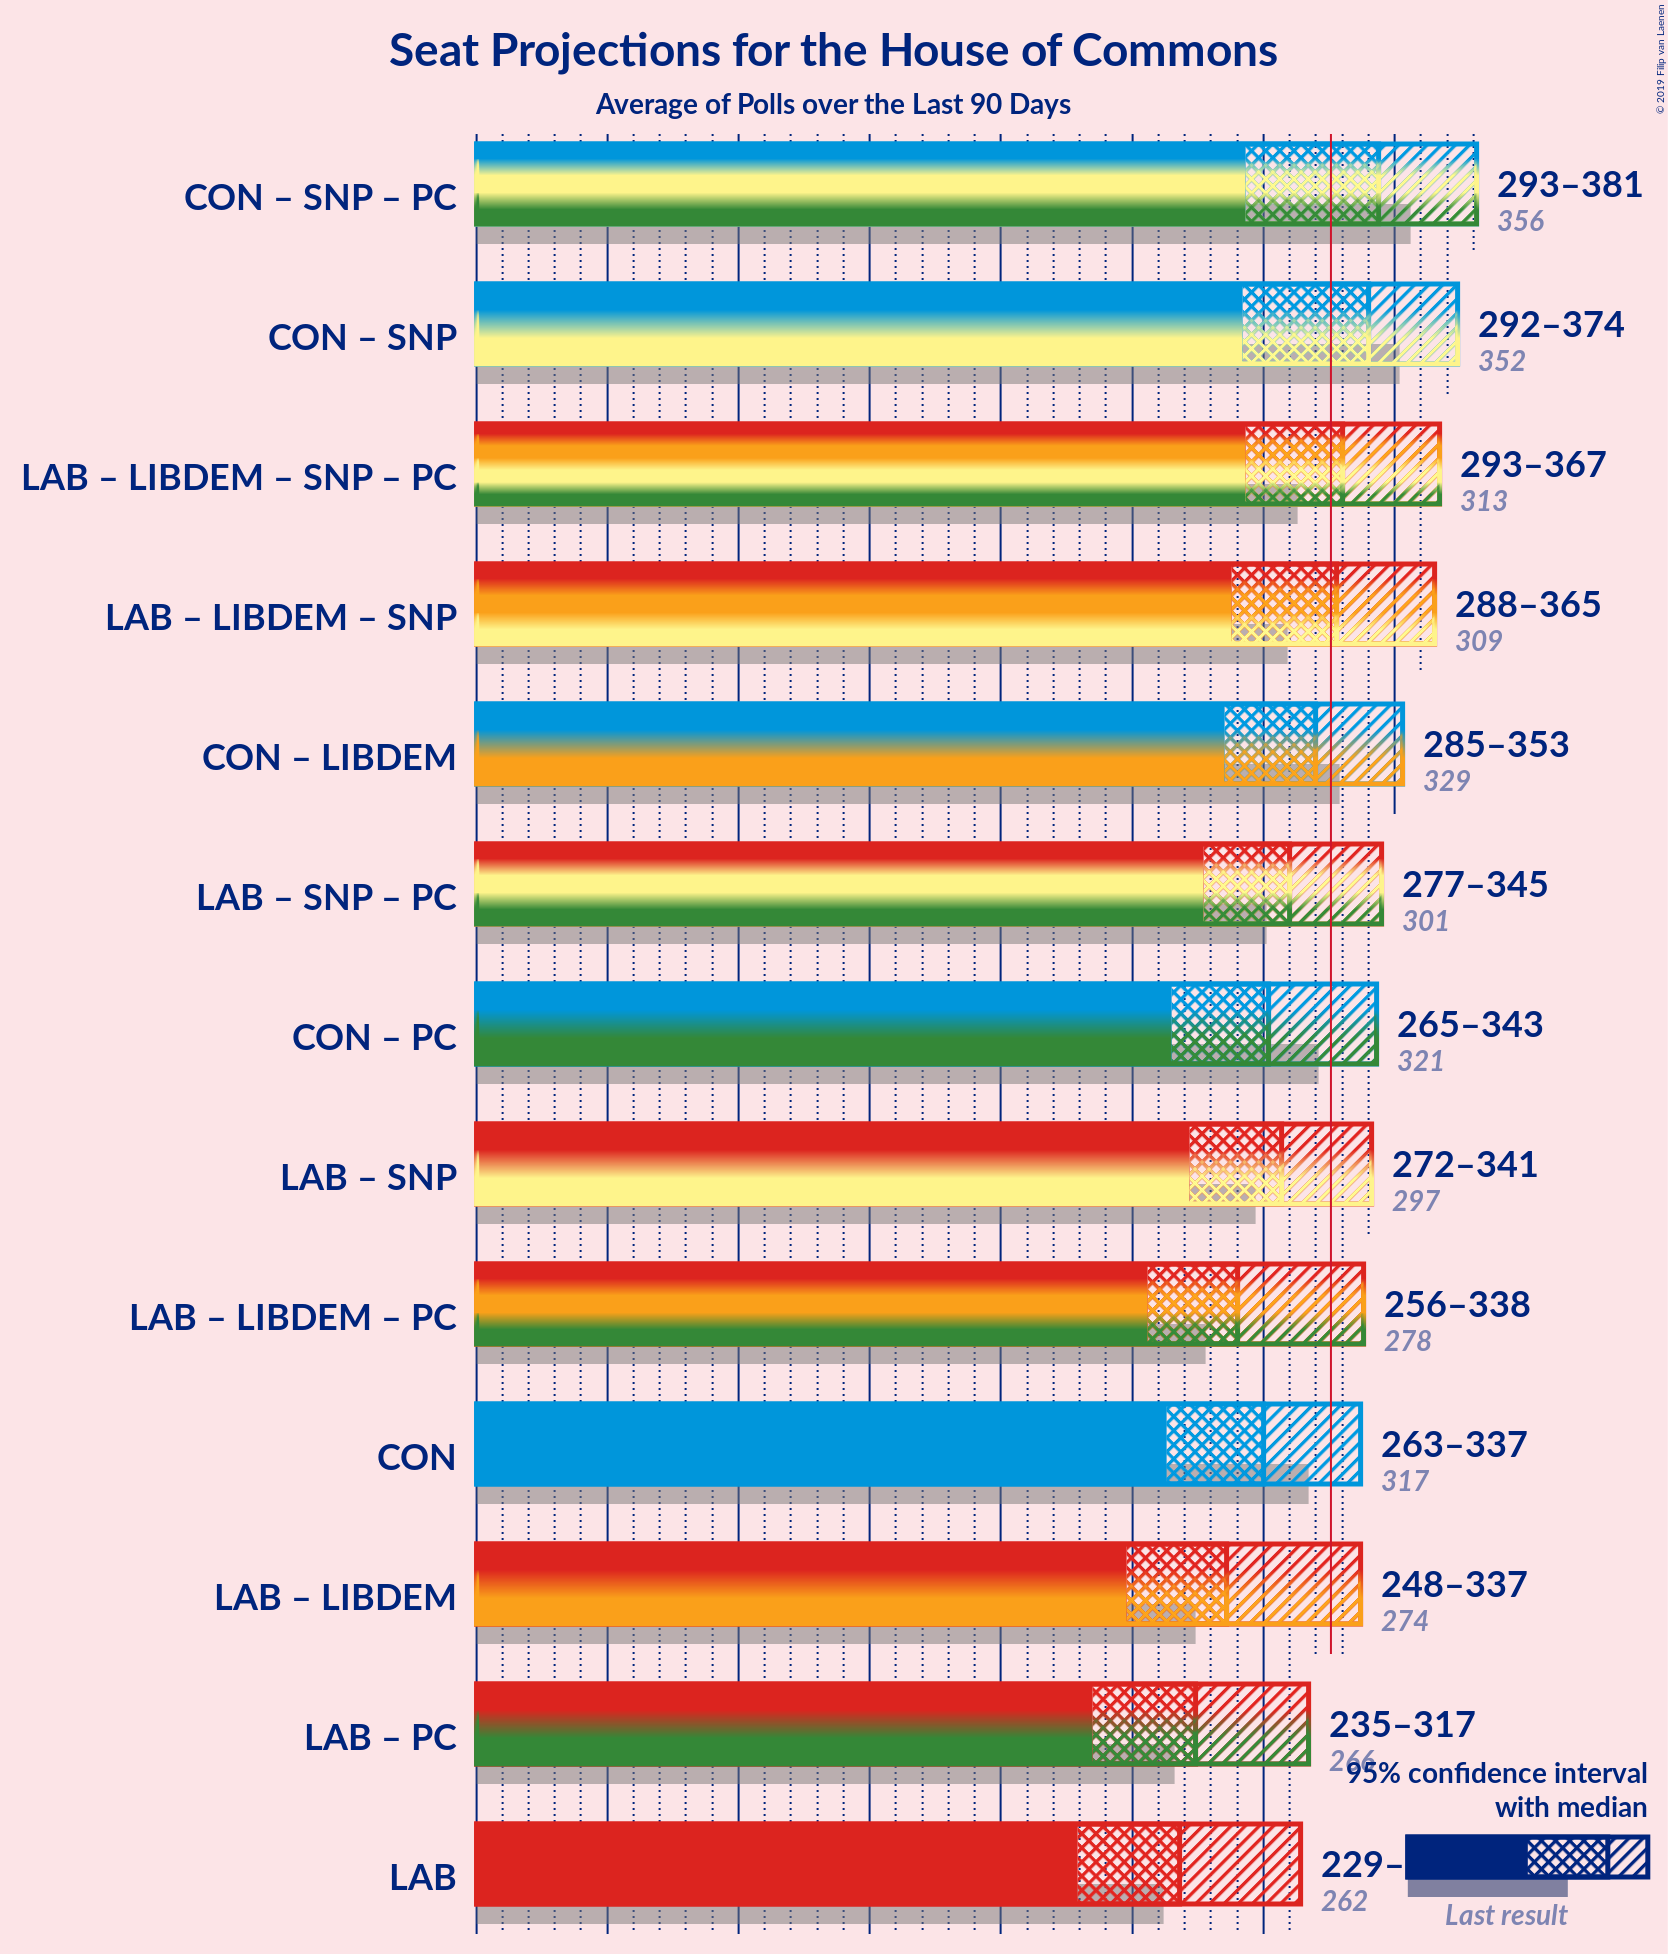 Seat Projections for the House of Commons
Average of Polls over the Last 90 Days
© 2019 Filip van Laenen
CON – SNP – PC
293–381
356
CON – SNP
292–374
352
LAB – LIBDEM – SNP – PC
293–367
313
LAB – LIBDEM – SNP
288–365
309
CON – LIBDEM
285–353
329
LAB – SNP – PC
277–345
301
CON – PC
265–343
321
LAB – SNP
272–341
297
LAB – LIBDEM – PC
256–338
278
CON
263–337
317
LAB – LIBDEM
248–337
274
LAB – PC
235–317
266
LAB
229–
262
95% confidence interval
with median
Last result